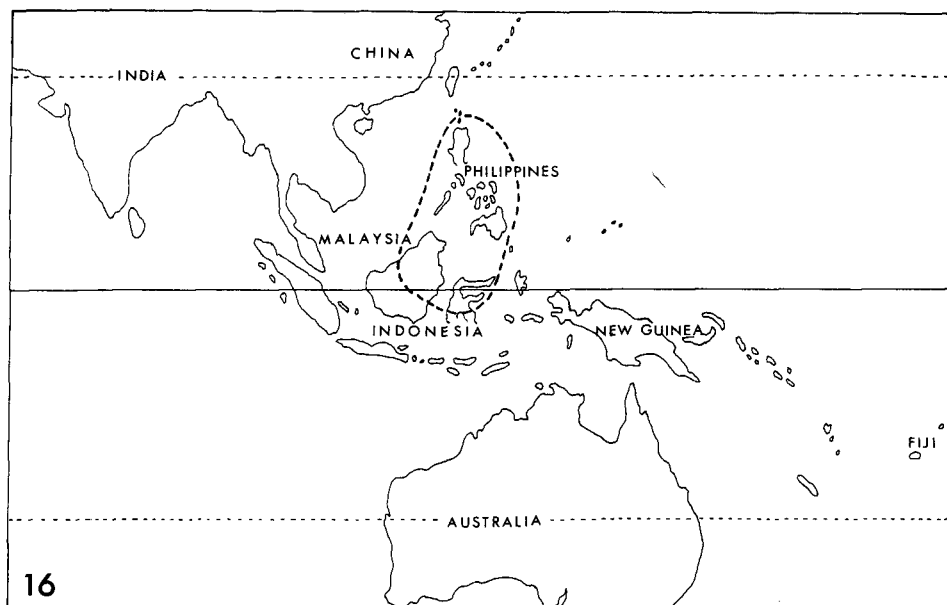 CHINA
INDIA
PHILIPPINES
MALAYSIA
INDONESIA
NEW GUINEA
FIJI
AUSTRALIA
16